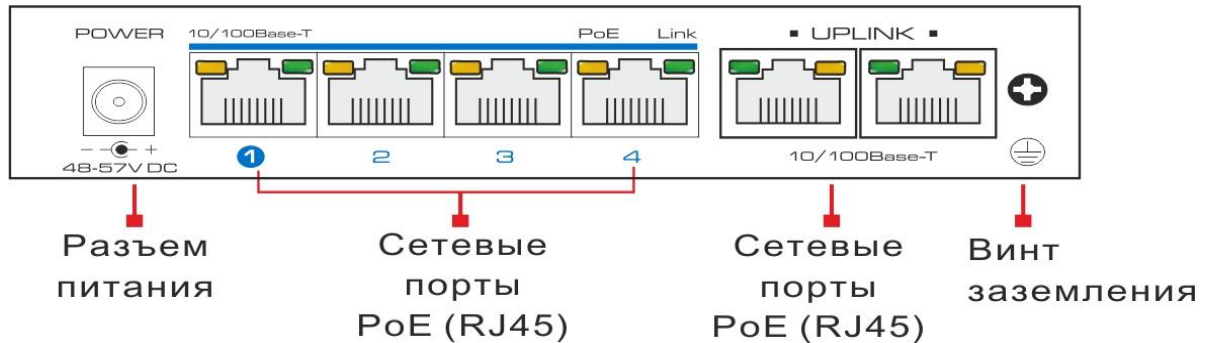 POWER
10/100Base-T
PoE Link
▪ UPLINK ▪
- - + 
48-57V DC
1 2 3 4
10/100Base-T
Разъем
питания
Сетевые
порты
PoE (RJ45)
Сетевые
порты
PoE (RJ45)
Винт
заземления